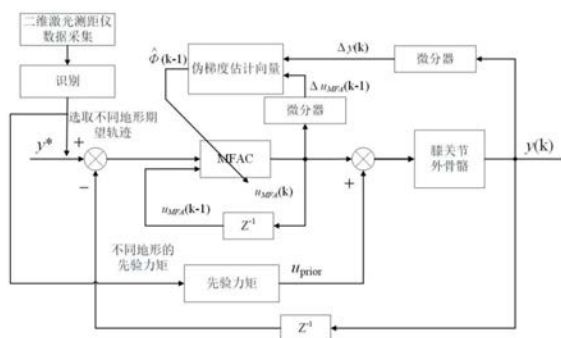 二维激光测距仪
数据采集
识别
选取不同地形期
望轨迹
y*
+
−
Φ̂(k-1)
伪梯度估计向量
Δy(k)
微分器
Δu_MFA(k-1)
微分器
MFAC
u_MFA(k)
u_MFA(k-1)
Z⁻¹
+
膝关节
外骨骼
y(k)
不同地形的
先验力矩
先验力矩
u_prior
Z⁻¹